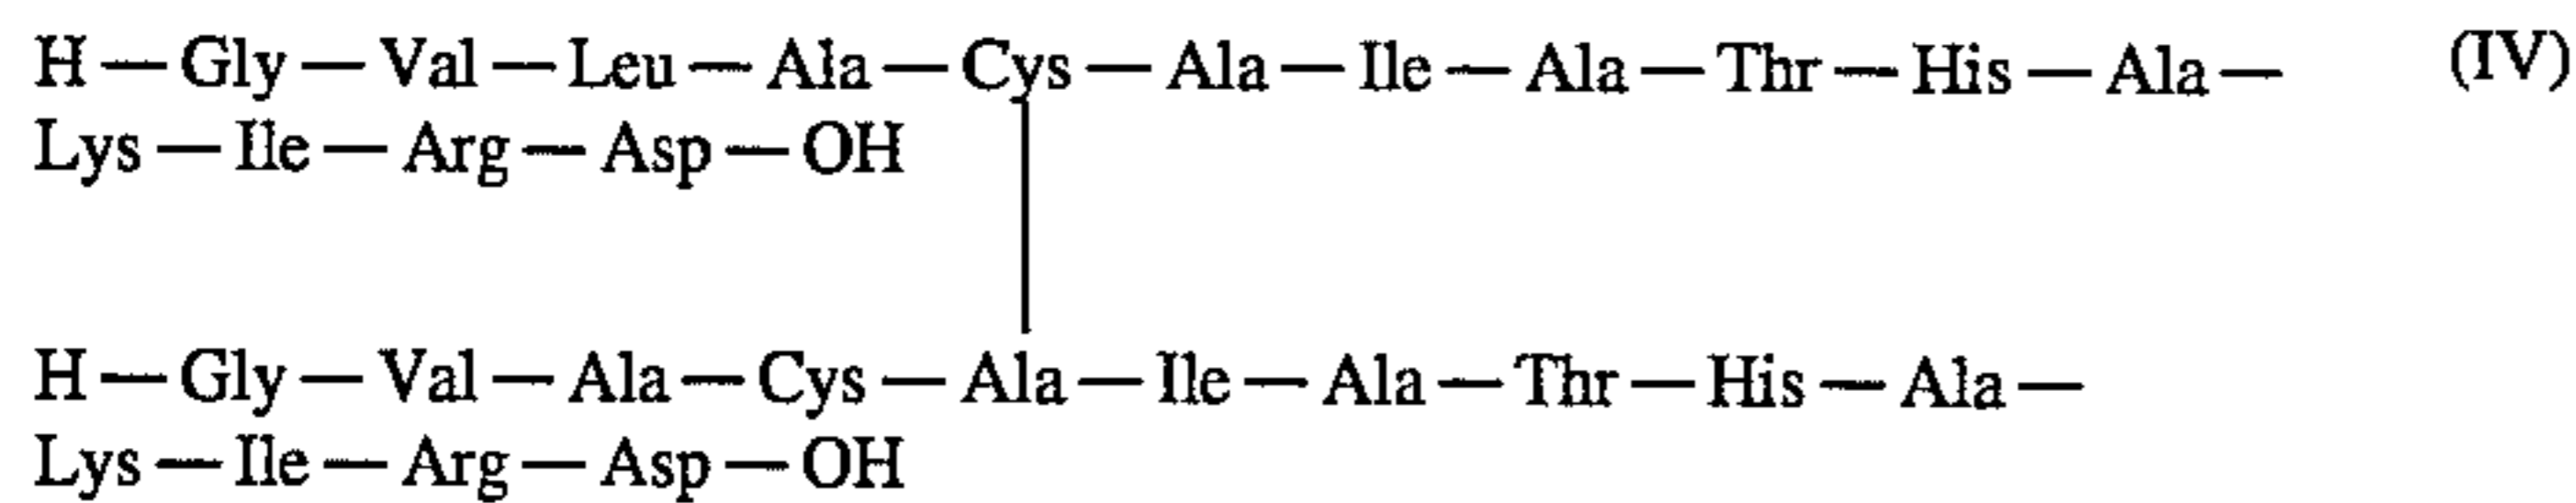 H — Gly — Val — Leu — Ala — Cys — Ala — Ile — Ala — Thr — His — Ala — (IV)
Lys — Ile — Arg — Asp — OH
H — Gly — Val — Ala — Cys — Ala — Ile — Ala — Thr — His — Ala —
Lys — Ile — Arg — Asp — OH